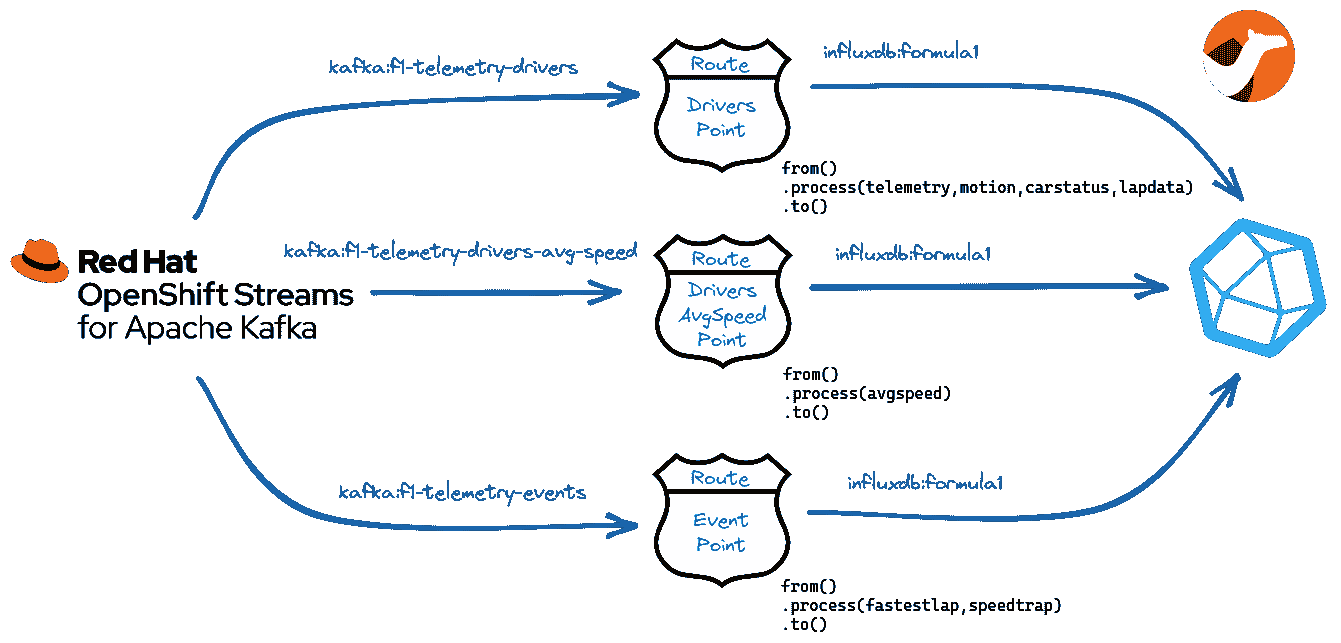 kafka:f1-telemetry-drivers
Route
Drivers
Point
influxdb:formula1
from()
.process(telemetry,motion,carstatus,lapdata)
.to()
Red Hat
OpenShift Streams
for Apache Kafka
kafka:f1-telemetry-drivers-avg-speed
Route
Drivers
AvgSpeed
Point
influxdb:formula1
from()
.process(avgspeed)
.to()
kafka:f1-telemetry-events
Route
Event
Point
influxdb:formula1
from()
.process(fastestlap,speedtrap)
.to()